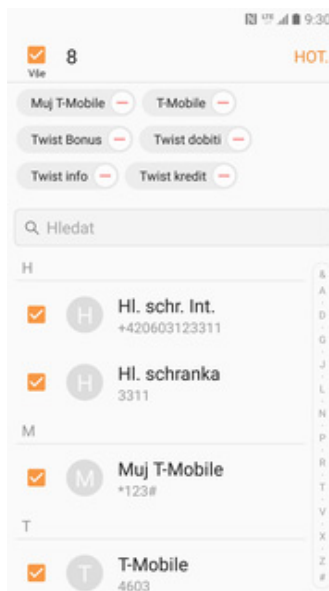 LTE 9:30
8 HOT.
Vše
Muj T-Mobile T-Mobile
Twist Bonus Twist dobiti
Twist info Twist kredit
Hledat
H
H Hl. schr. Int.
+420603123311
H Hl. schranka
3311
M
M Muj T-Mobile
*123#
T
T T-Mobile
4603
&
A
D
G
J
L
N
P
R
T
V
X
Z
#